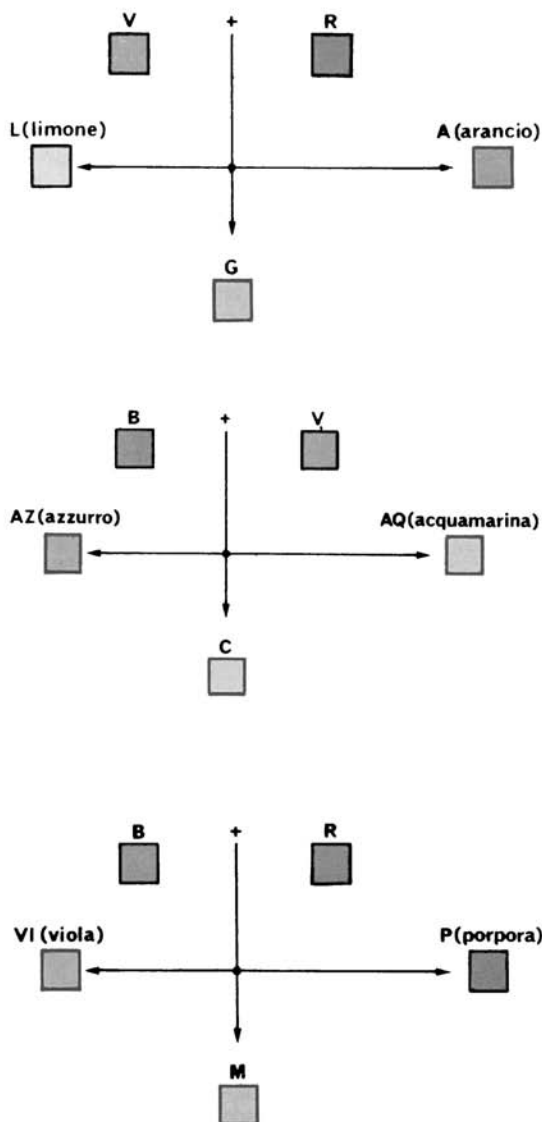 V + R
L (limone) A (arancio)
G
B + V
AZ (azzurro) AQ (acquamarina)
C
B + R
VI (viola) P (porpora)
M